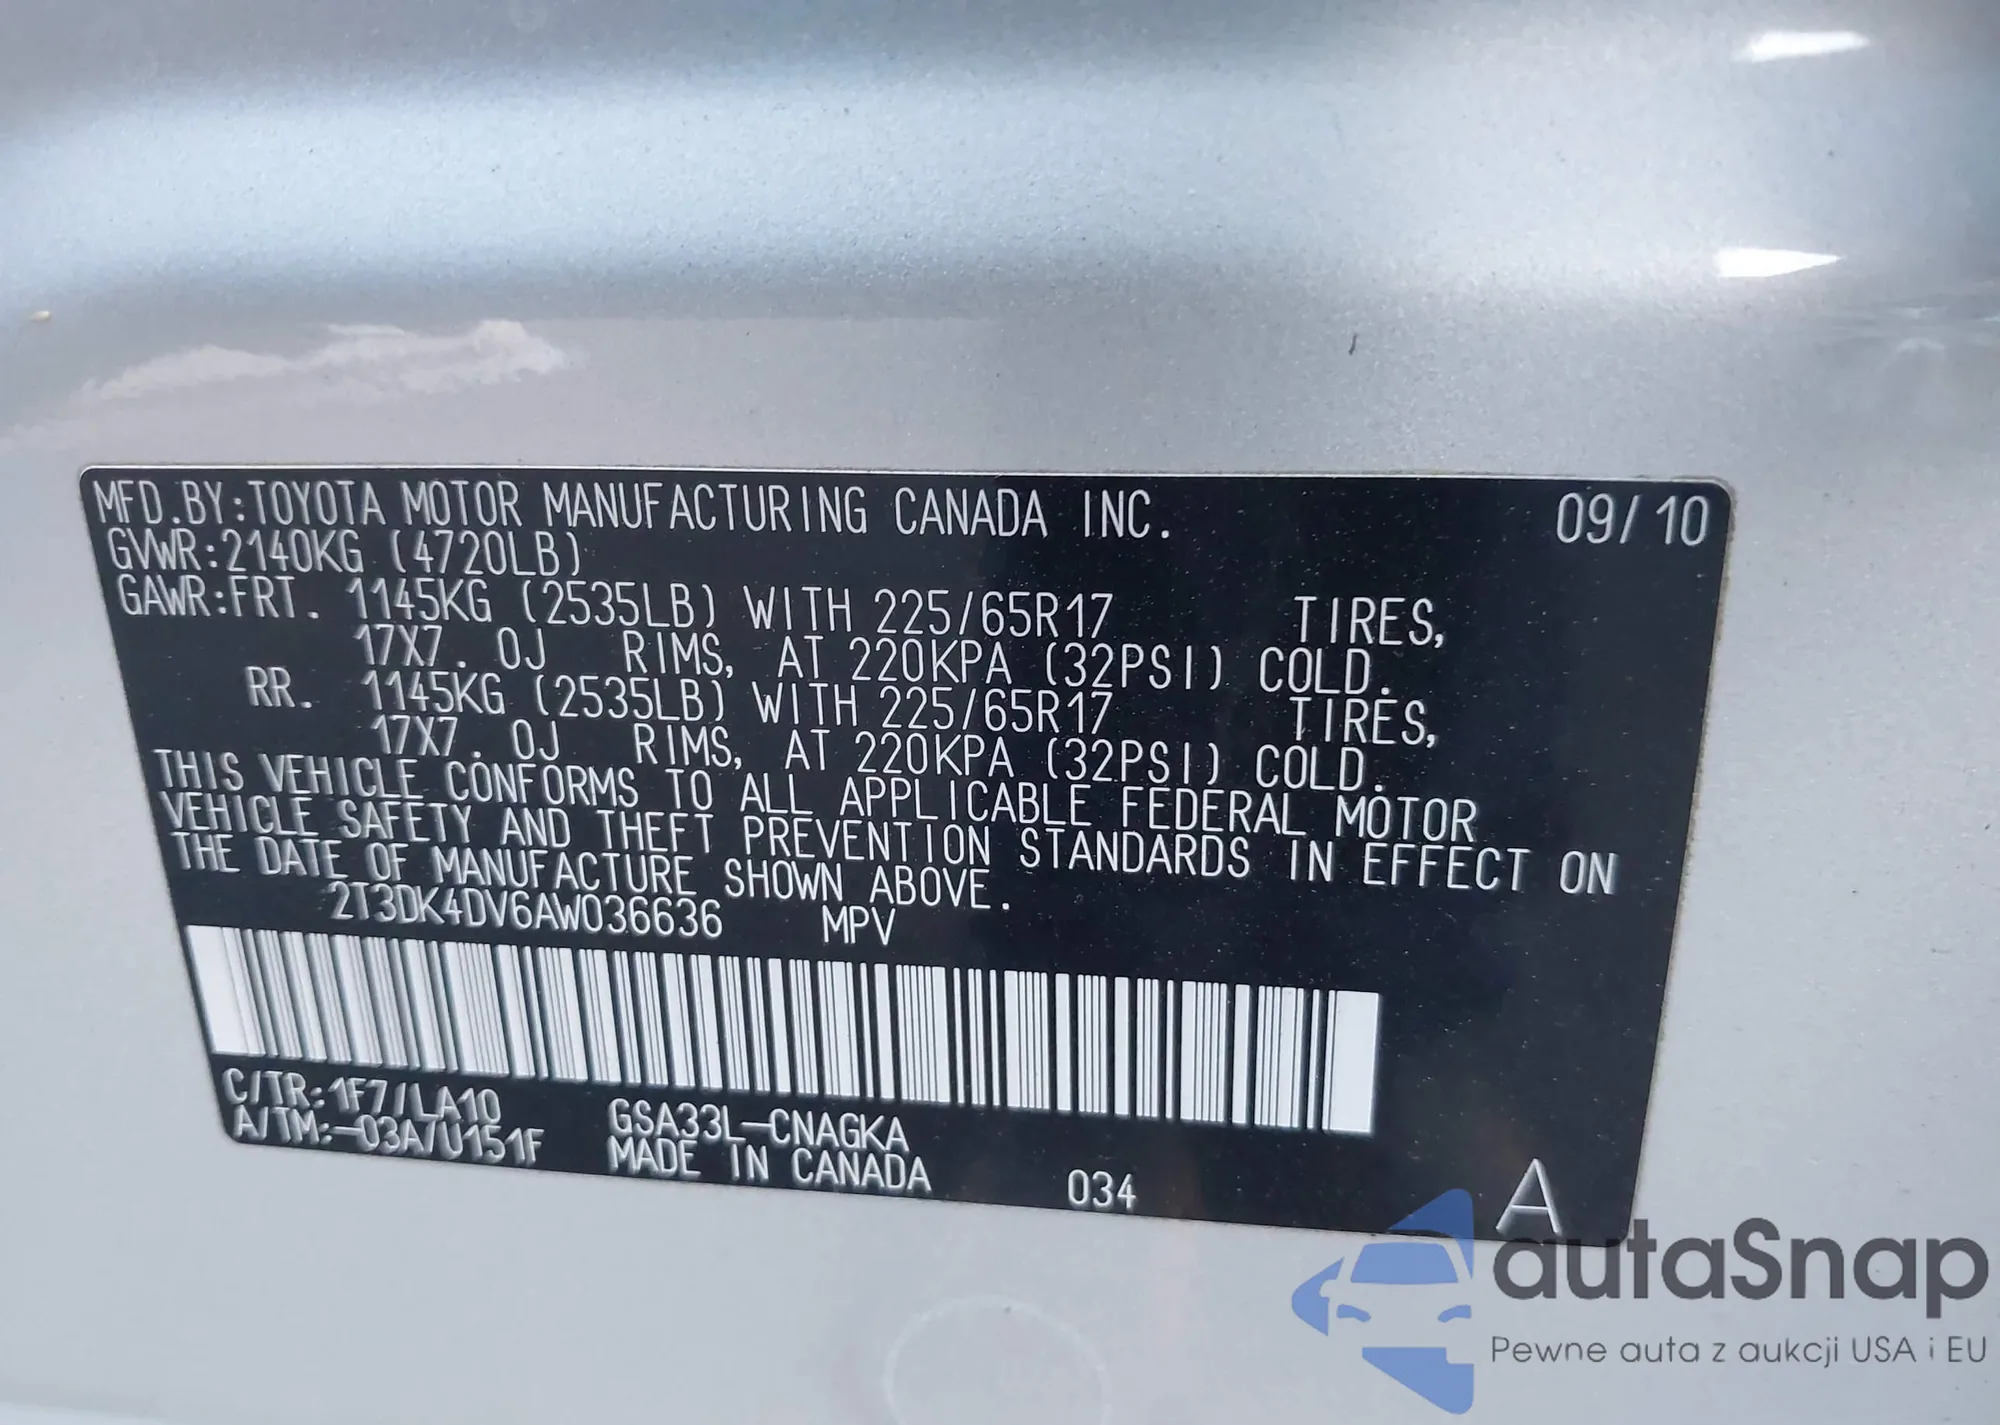 MFD.BY:TOYOTA MOTOR MANUFACTURING CANADA INC. 09/10
GVWR:2140KG (4720LB)
GAWR:FRT. 1145KG (2535LB) WITH 225/65R17 TIRES,
17X7.0J RIMS, AT 220KPA (32PSI) COLD.
RR. 1145KG (2535LB) WITH 225/65R17 TIRES,
17X7.0J RIMS, AT 220KPA (32PSI) COLD.
THIS VEHICLE CONFORMS TO ALL APPLICABLE FEDERAL MOTOR
VEHICLE SAFETY AND THEFT PREVENTION STANDARDS IN EFFECT ON
THE DATE OF MANUFACTURE SHOWN ABOVE.
2T3DK4DV6AW036636 MPV
C/TR:1F7/LA10 GSA33L-CNAGKA
A/TM:-03A/U151F MADE IN CANADA 034 A
autaSnap
Pewne auta z aukcji USA i EU